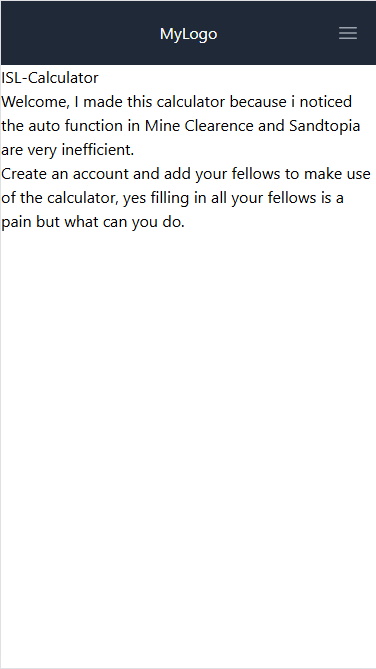 MyLogo
ISL-Calculator
Welcome, I made this calculator because i noticed
the auto function in Mine Clearence and Sandtopia
are very inefficient.
Create an account and add your fellows to make use
of the calculator, yes filling in all your fellows is a
pain but what can you do.